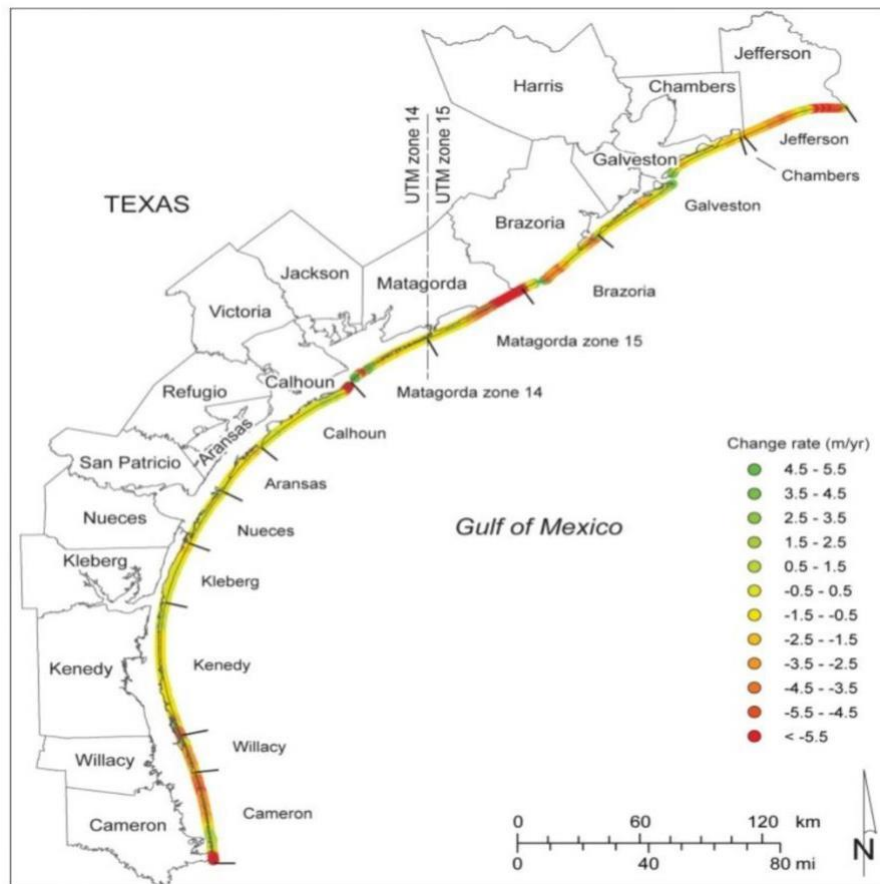 Jefferson
Harris
Chambers
UTM zone 14
UTM zone 15
Jefferson
Galveston
Chambers
TEXAS
Galveston
Brazoria
Jackson
Matagorda
Brazoria
Victoria
Matagorda zone 15
Calhoun
Refugio
Matagorda zone 14
Aransas
Calhoun
San Patricio
Change rate (m/yr)
4.5 - 5.5
3.5 - 4.5
2.5 - 3.5
1.5 - 2.5
0.5 - 1.5
-0.5 - 0.5
-1.5 - -0.5
-2.5 - -1.5
-3.5 - -2.5
-4.5 - -3.5
-5.5 - -4.5
< -5.5
Aransas
Nueces
Nueces
Gulf of Mexico
Kleberg
Kleberg
Kenedy
Kenedy
Willacy
Willacy
Cameron
Cameron
0 60 120 km
0 40 80 mi
N